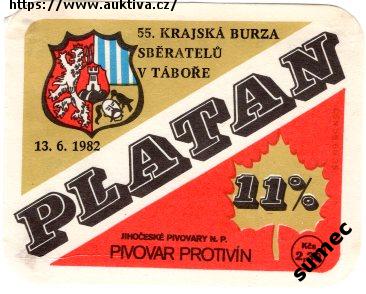 https://www.auktiva.cz/
55. KRAJSKÁ BURZA
SBĚRATELŮ
V TÁBOŘE
13. 6. 1982
PLATAN
11%
JIHOČESKÉ PIVOVARY N. P.
PIVOVAR PROTIVÍN
Kčs
sumec